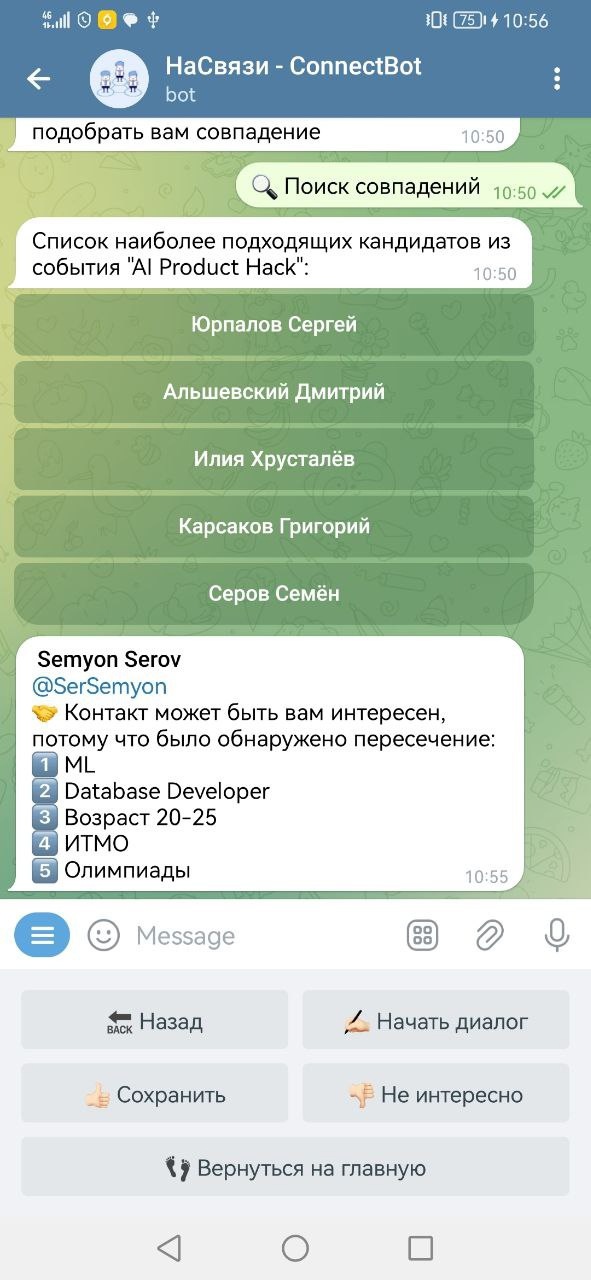 4G 75 10:56
НаСвязи - ConnectBot
bot
подобрать вам совпадение 10:50
Поиск совпадений 10:50
Список наиболее подходящих кандидатов из
события "AI Product Hack": 10:50
Юрпалов Сергей
Альшевский Дмитрий
Илия Хрусталёв
Карсаков Григорий
Серов Семён
Semyon Serov
@SerSemyon
🤝 Контакт может быть вам интересен,
потому что было обнаружено пересечение:
1 ML
2 Database Developer
3 Возраст 20-25
4 ИТМО
5 Олимпиады 10:55
Message
BACK Назад
Начать диалог
Сохранить
Не интересно
Вернуться на главную